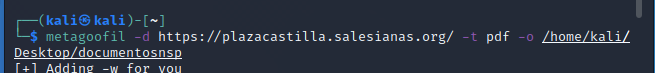 ┌──(kali㉿kali)-[~]
└─$ metagoofil -d https://plazacastilla.salesianas.org/ -t pdf -o /home/kali/
Desktop/documentosnsp
[+] Adding -w for you